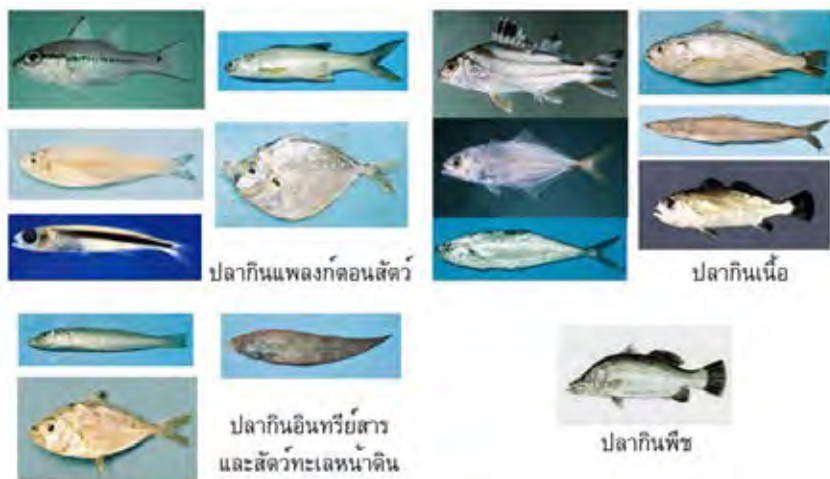 ปลากินแพลงก์ตอนสัตว์
ปลากินเนื้อ
ปลากินอินทรีย์สาร
และสัตว์ทะเลหน้าดิน
ปลากินพืช